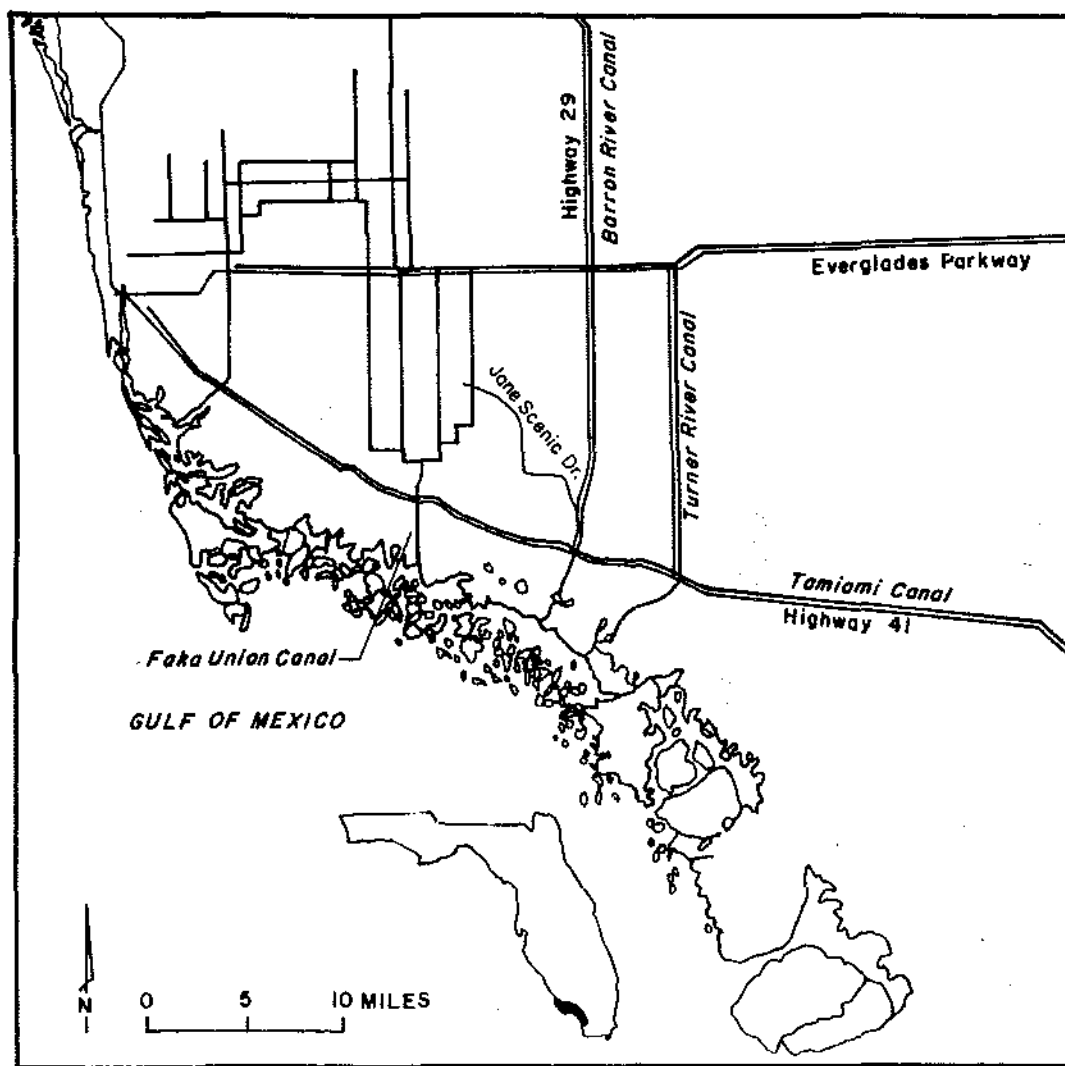 Highway 29
Barron River Canal
Everglades Parkway
Jane Scenic Dr.
Turner River Canal
Tamiami Canal
Highway 41
Faka Union Canal
GULF OF MEXICO
N
0 5 10 MILES